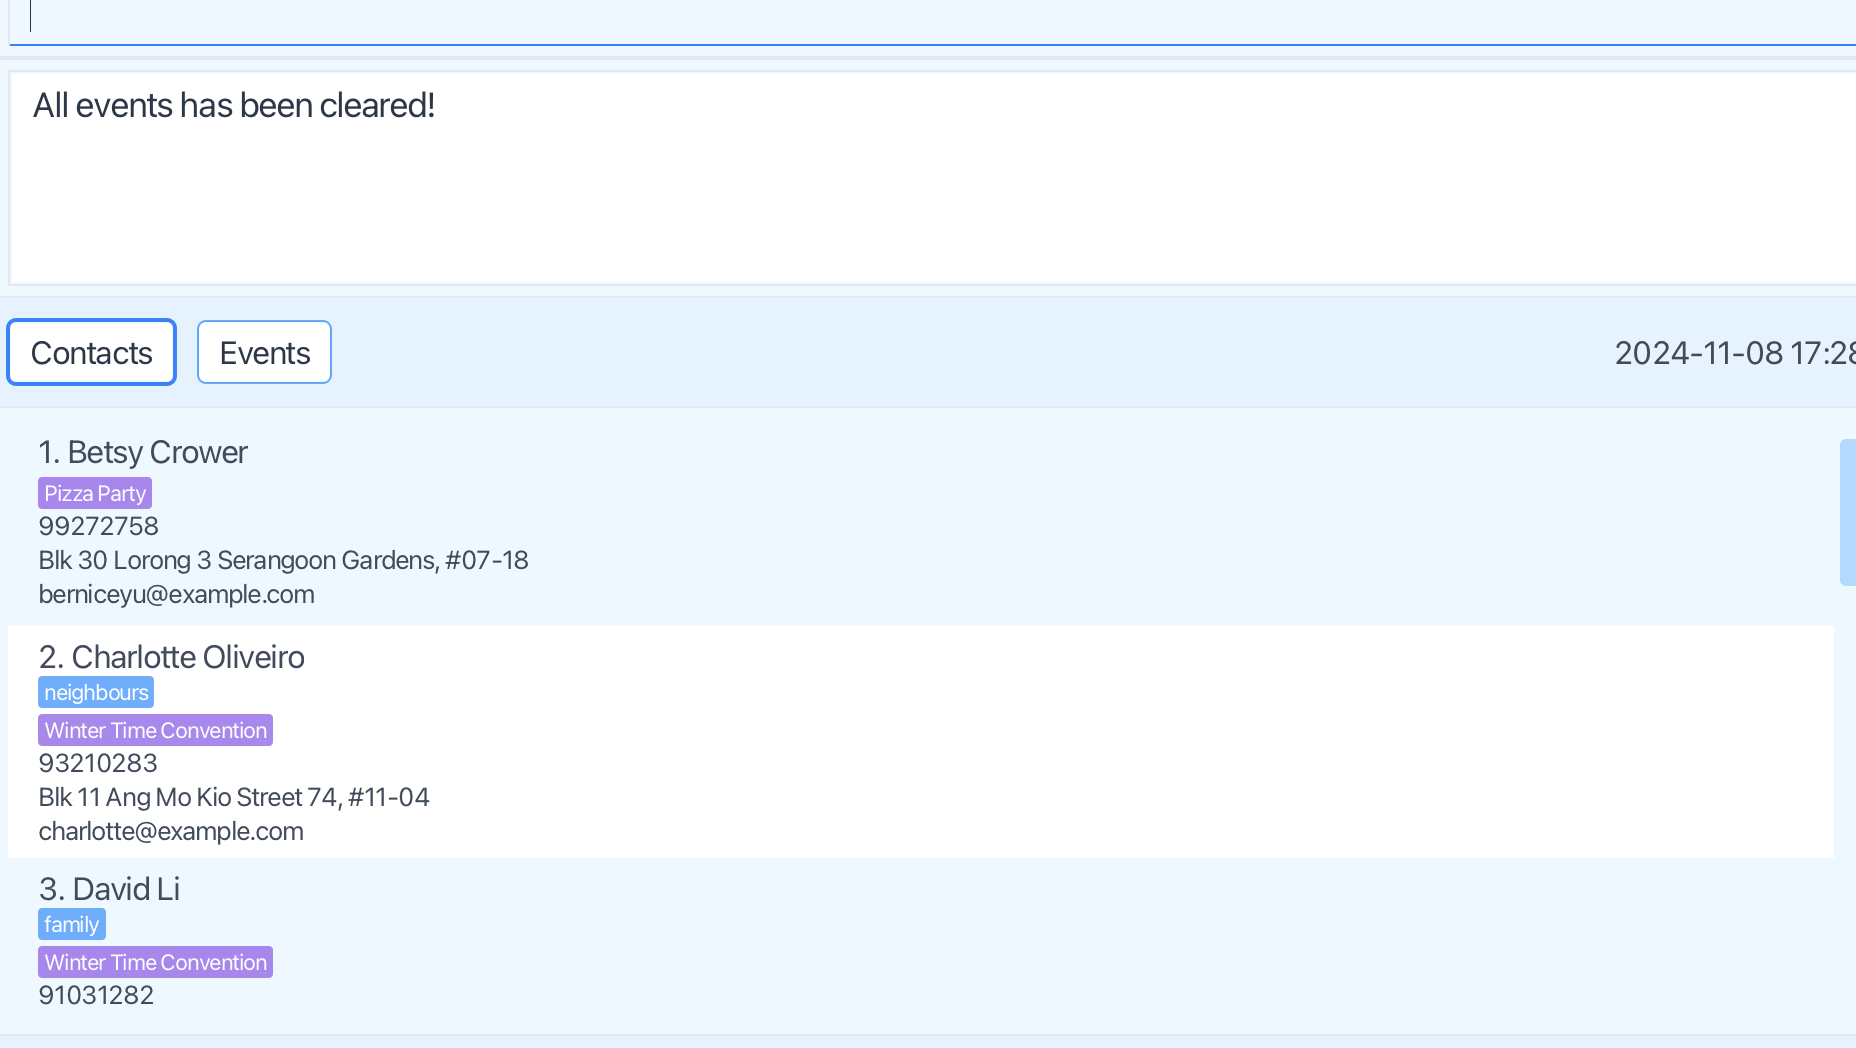 All events has been cleared!
Contacts
Events
2024-11-08 17:28
1. Betsy Crower
Pizza Party
99272758
Blk 30 Lorong 3 Serangoon Gardens, #07-18
berniceyu@example.com
2. Charlotte Oliveiro
neighbours
Winter Time Convention
93210283
Blk 11 Ang Mo Kio Street 74, #11-04
charlotte@example.com
3. David Li
family
Winter Time Convention
91031282